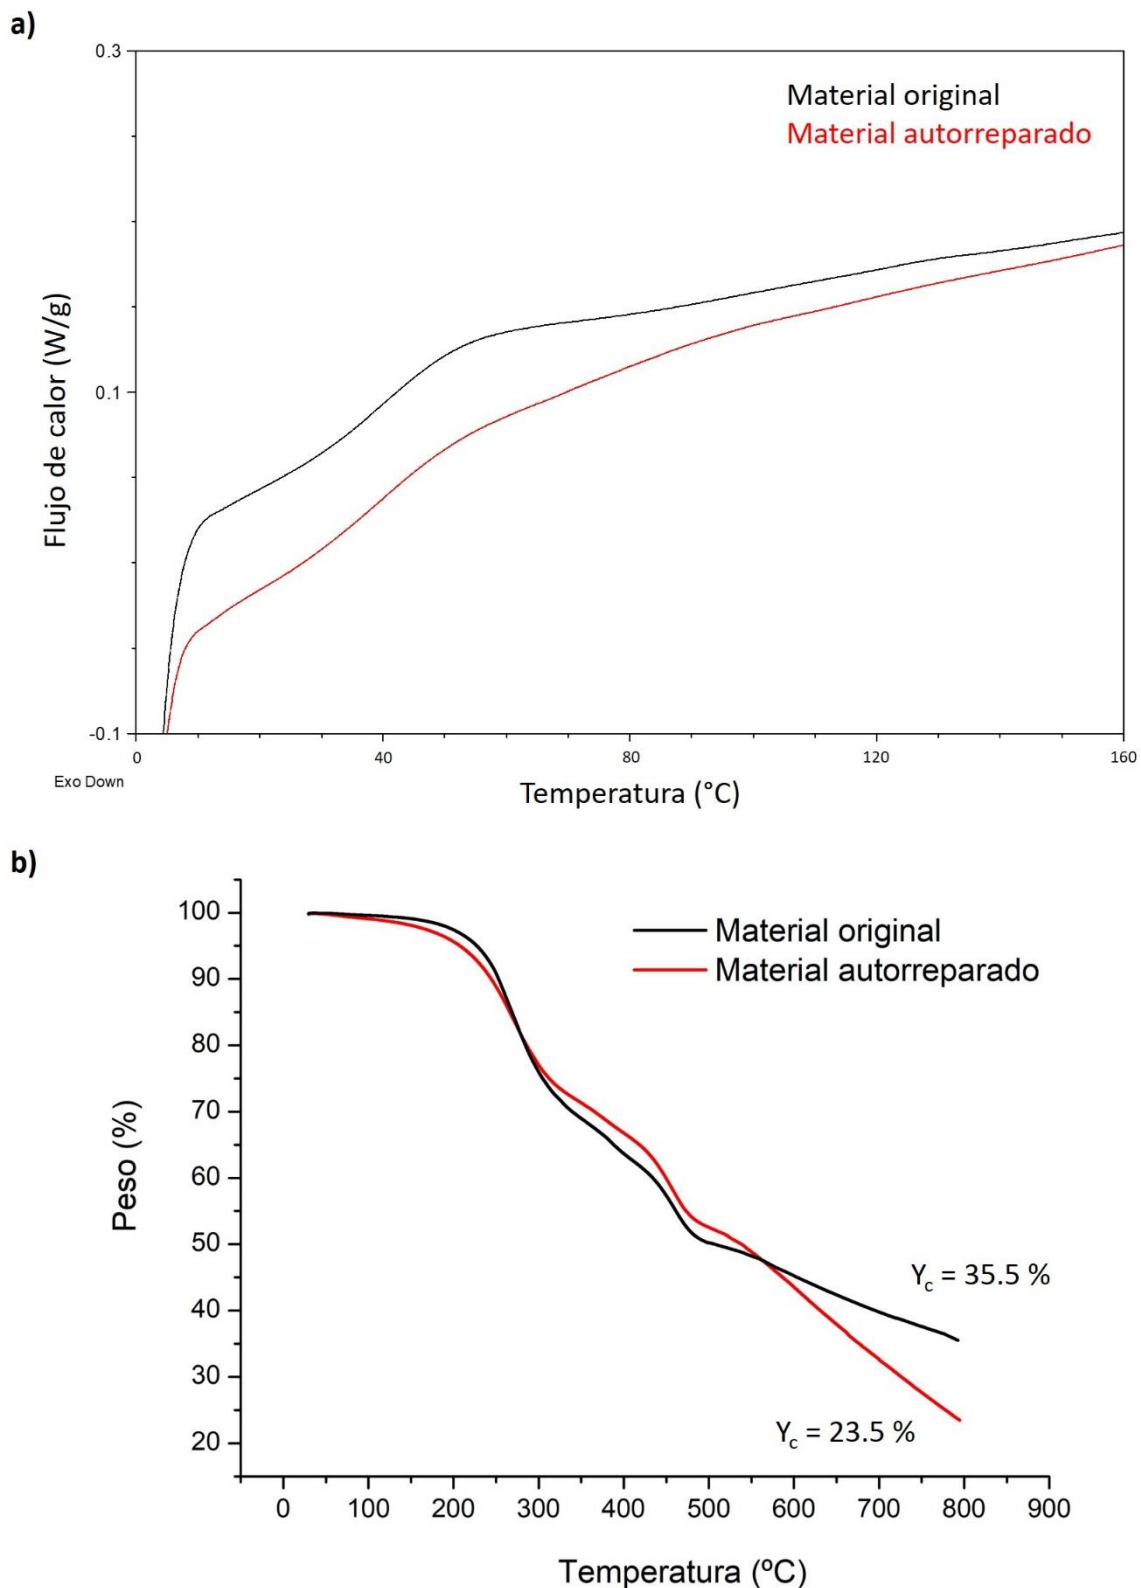 a)
0.3
Material original
Material autorreparado
0.1
Flujo de calor (W/g)
-0.1
0 40 80 120 160
Exo Down
Temperatura (°C)
b)
100
Material original
90
Material autorreparado
80
70
Peso (%)
60
50
Yc = 35.5 %
40
30
Yc = 23.5 %
20
0 100 200 300 400 500 600 700 800 900
Temperatura (ºC)